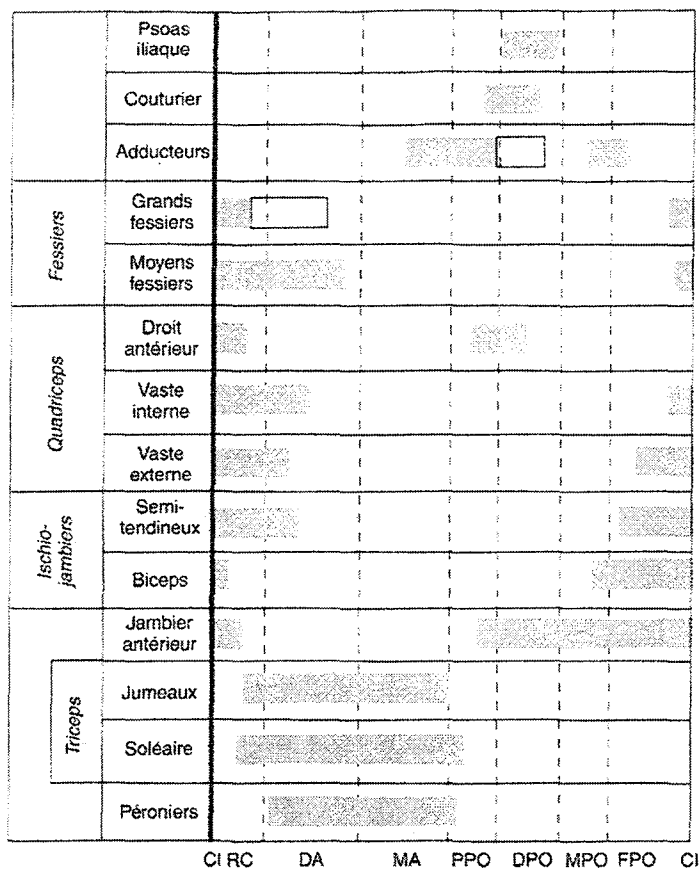 Psoas
iliaque
Couturier
Adducteurs
Fessiers
Grands
fessiers
Moyens
fessiers
Quadriceps
Droit
antérieur
Vaste
interne
Vaste
externe
Ischio-
jambiers
Semi-
tendineux
Biceps
Jambier
antérieur
Triceps
Jumeaux
Soléaire
Péroniers
CI RC DA MA PPO DPO MPO FPO CI